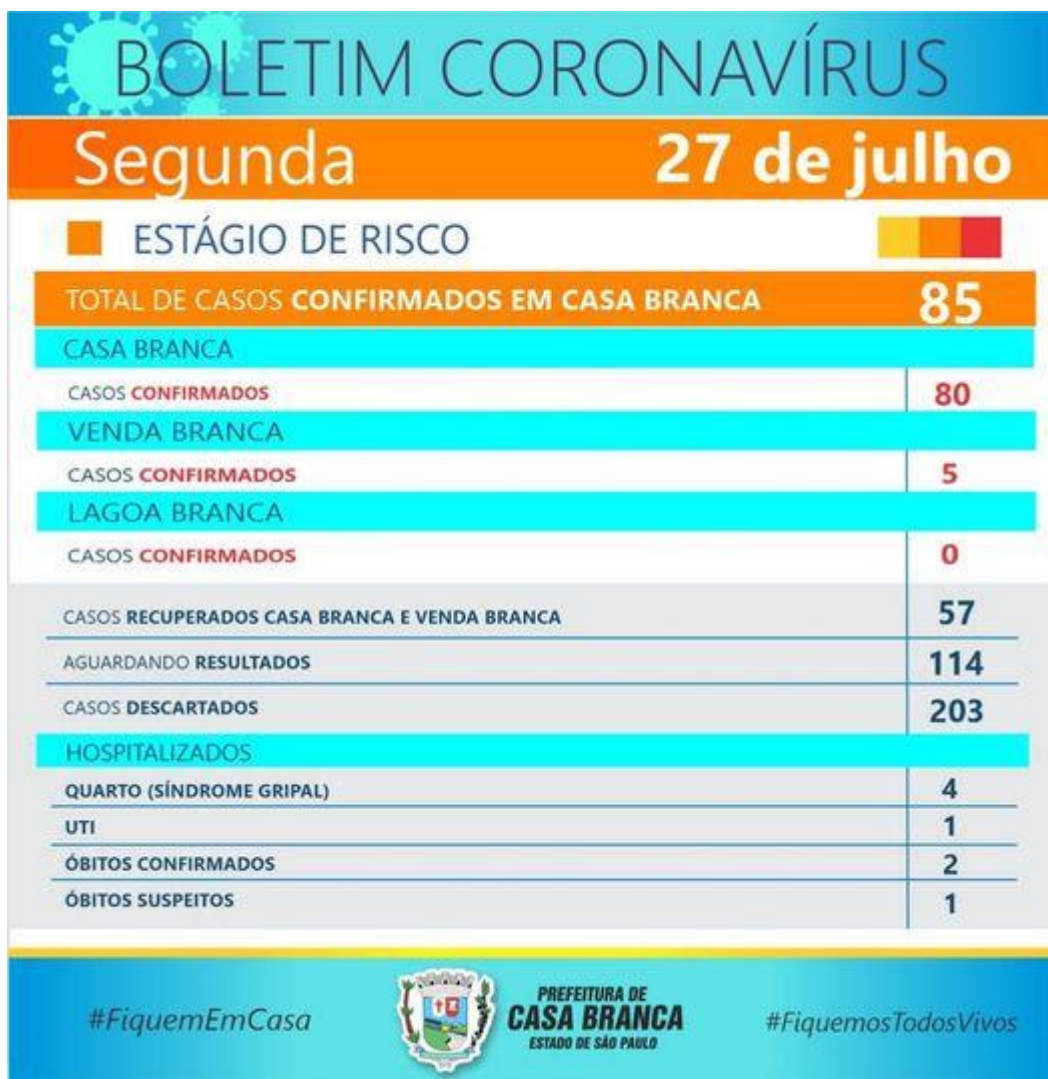 BOLETIM CORONAVÍRUS
Segunda 27 de julho
ESTÁGIO DE RISCO
TOTAL DE CASOS CONFIRMADOS EM CASA BRANCA 85
CASA BRANCA
CASOS CONFIRMADOS 80
VENDA BRANCA
CASOS CONFIRMADOS 5
LAGOA BRANCA
CASOS CONFIRMADOS 0
CASOS RECUPERADOS CASA BRANCA E VENDA BRANCA 57
AGUARDANDO RESULTADOS 114
CASOS DESCARTADOS 203
HOSPITALIZADOS
QUARTO (SÍNDROME GRIPAL) 4
UTI 1
ÓBITOS CONFIRMADOS 2
ÓBITOS SUSPEITOS 1
#FiquemEmCasa
PREFEITURA DE
CASA BRANCA
ESTADO DE SÃO PAULO
#FiquemosTodosVivos